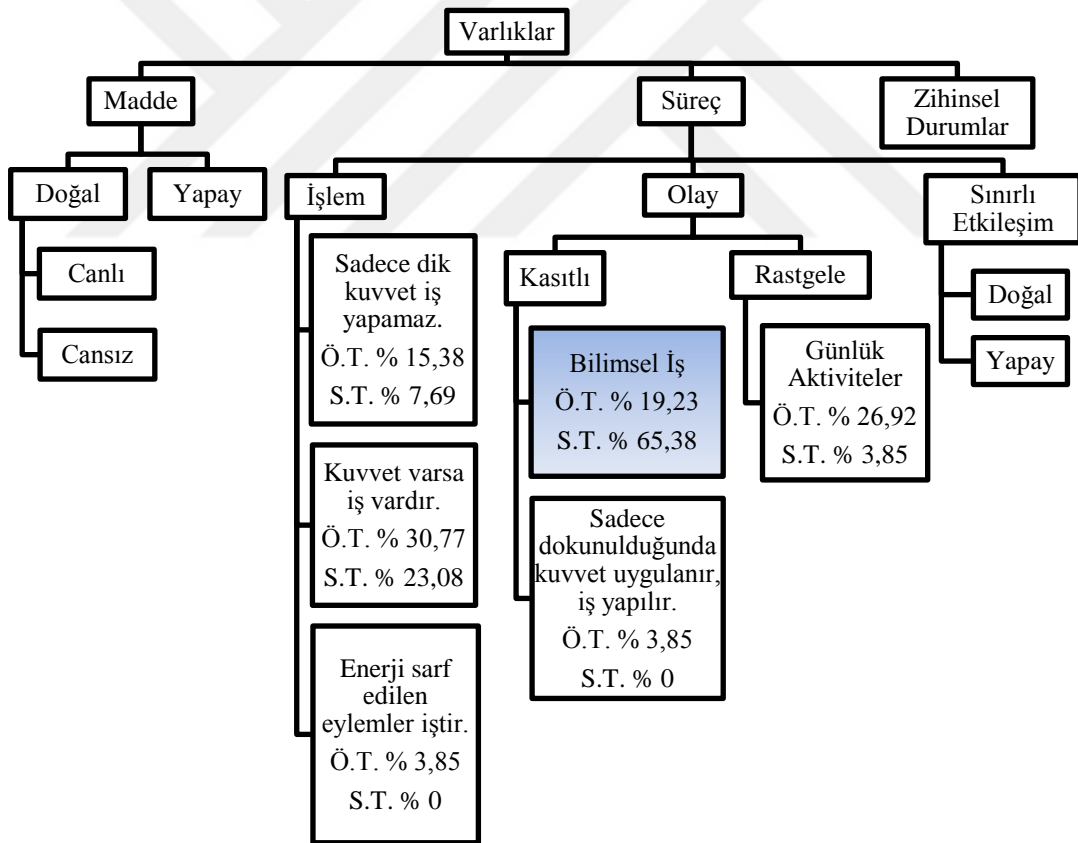 Varlıklar
Madde
Süreç
Zihinsel
Durumlar
Doğal
Yapay
İşlem
Olay
Sınırlı
Etkileşim
Canlı
Cansız
Sadece dik
kuvvet iş
yapamaz.
Ö.T. % 15,38
S.T. % 7,69
Kuvvet varsa
iş vardır.
Ö.T. % 30,77
S.T. % 23,08
Enerji sarf
edilen
eylemler iştir.
Ö.T. % 3,85
S.T. % 0
Kasıtlı
Rastgele
Bilimsel İş
Ö.T. % 19,23
S.T. % 65,38
Sadece
dokunulduğunda
kuvvet uygulanır,
iş yapılır.
Ö.T. % 3,85
S.T. % 0
Günlük
Aktiviteler
Ö.T. % 26,92
S.T. % 3,85
Doğal
Yapay